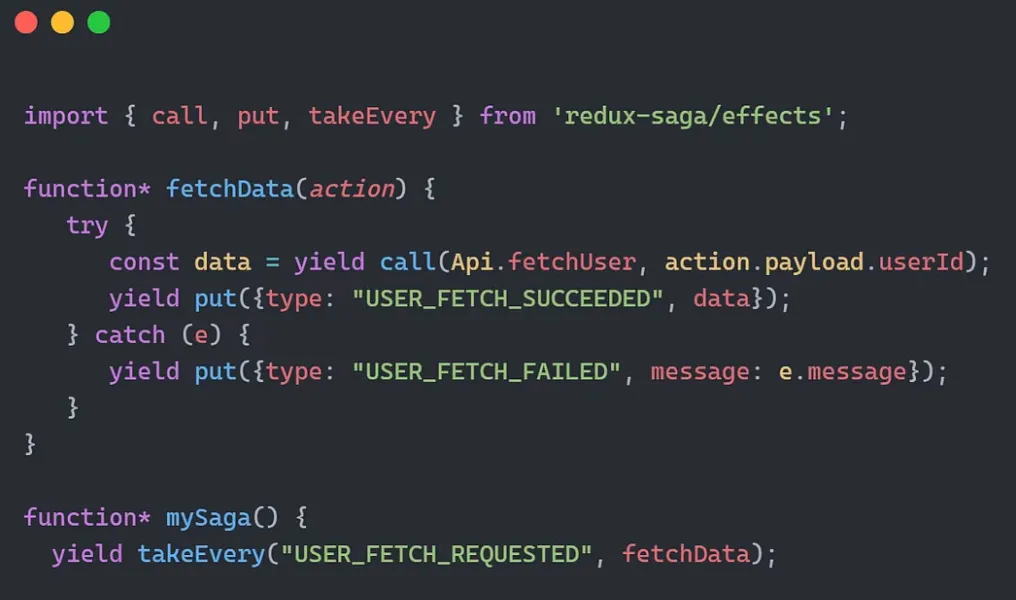 import { call, put, takeEvery } from 'redux-saga/effects';
function* fetchData(action) {
   try {
      const data = yield call(Api.fetchUser, action.payload.userId);
      yield put({type: "USER_FETCH_SUCCEEDED", data});
   } catch (e) {
      yield put({type: "USER_FETCH_FAILED", message: e.message});
   }
}
function* mySaga() {
  yield takeEvery("USER_FETCH_REQUESTED", fetchData);